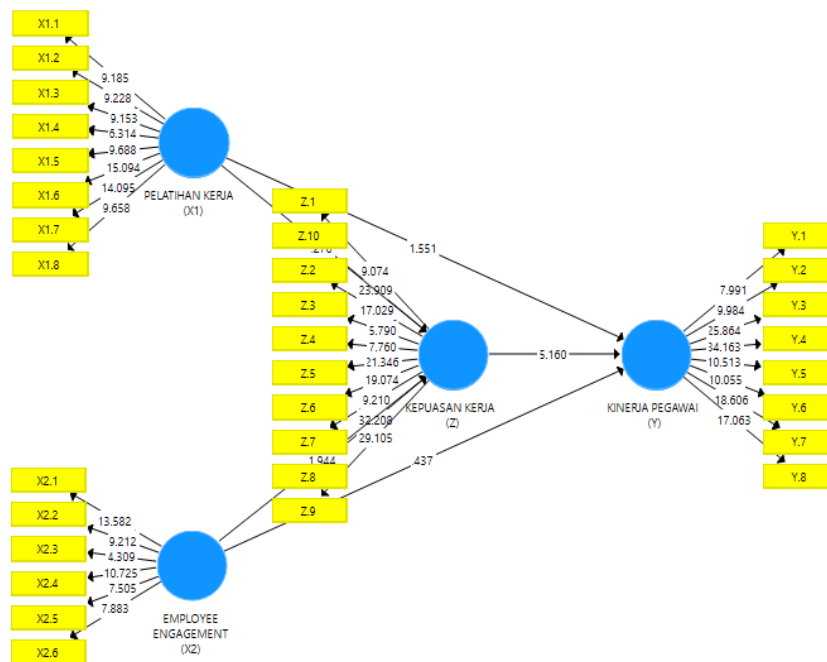 X1.1
X1.2
X1.3
X1.4
X1.5
X1.6
X1.7
X1.8
9.185
9.228
9.153
6.314
9.688
15.094
14.095
9.658
PELATIHAN KERJA
(X1)
Z.1
Z.10
Z.2
Z.3
Z.4
Z.5
Z.6
Z.7
Z.8
Z.9
1.551
9.074
23.909
17.029
5.790
7.760
21.346
19.074
9.210
32.208
29.105
1.944
.437
KEPUASAN KERJA
(Z)
5.160
KINERJA PEGAWAI
(Y)
Y.1
Y.2
Y.3
Y.4
Y.5
Y.6
Y.7
Y.8
7.991
9.984
25.864
34.163
10.513
10.055
18.606
17.063
X2.1
X2.2
X2.3
X2.4
X2.5
X2.6
13.582
9.212
4.309
10.725
7.505
7.883
EMPLOYEE
ENGAGEMENT
(X2)